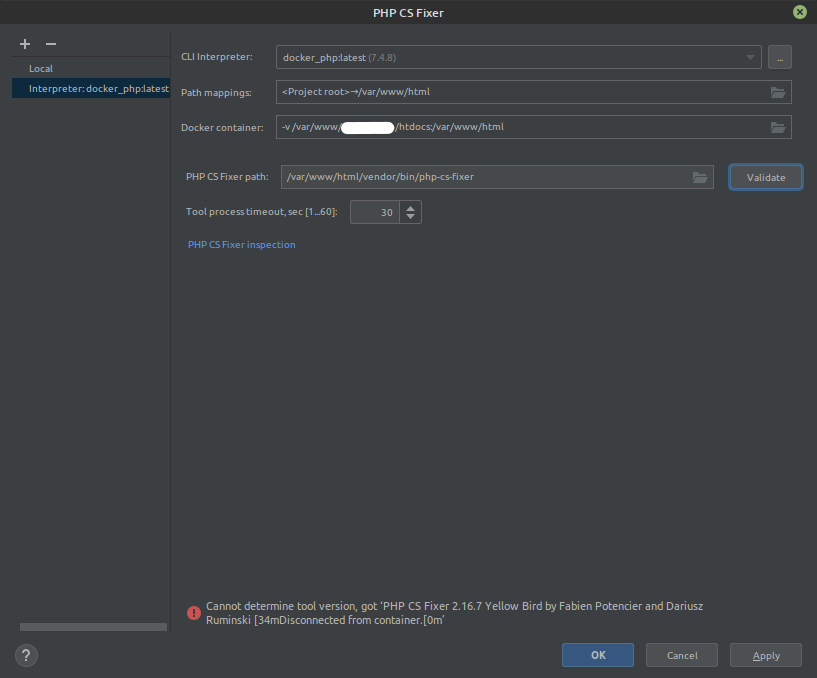 PHP CS Fixer
Local
Interpreter: docker_php:latest
CLI Interpreter:
docker_php:latest (7.4.8)
...
Path mappings:
<Project root>→/var/www/html
Docker container:
-v /var/www/ /htdocs:/var/www/html
PHP CS Fixer path:
/var/www/html/vendor/bin/php-cs-fixer
Validate
Tool process timeout, sec [1...60]:
30
PHP CS Fixer inspection
Cannot determine tool version, got 'PHP CS Fixer 2.16.7 Yellow Bird by Fabien Potencier and Dariusz
Ruminski [34mDisconnected from container.[0m'
?
OK
Cancel
Apply